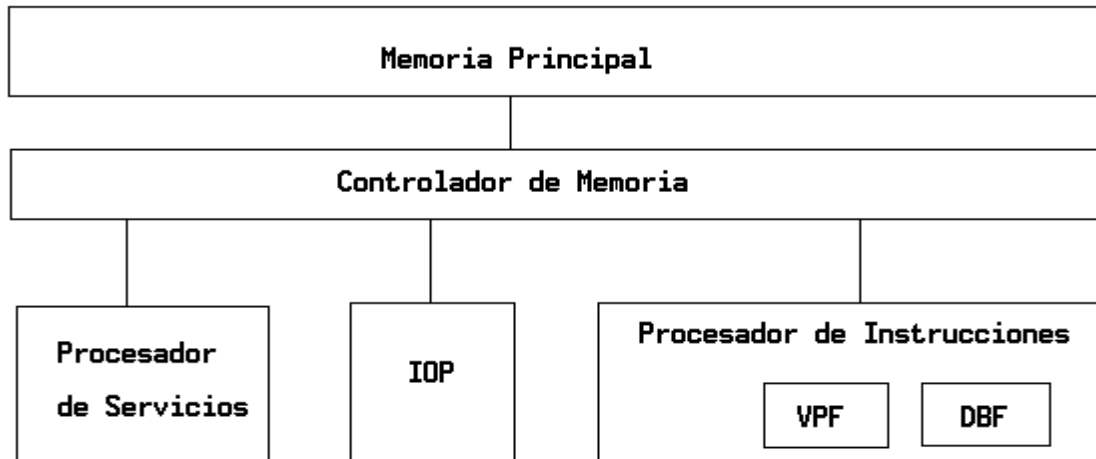 Memoria Principal
Controlador de Memoria
Procesador
de Servicios
IOP
Procesador de Instrucciones
VPF
DBF